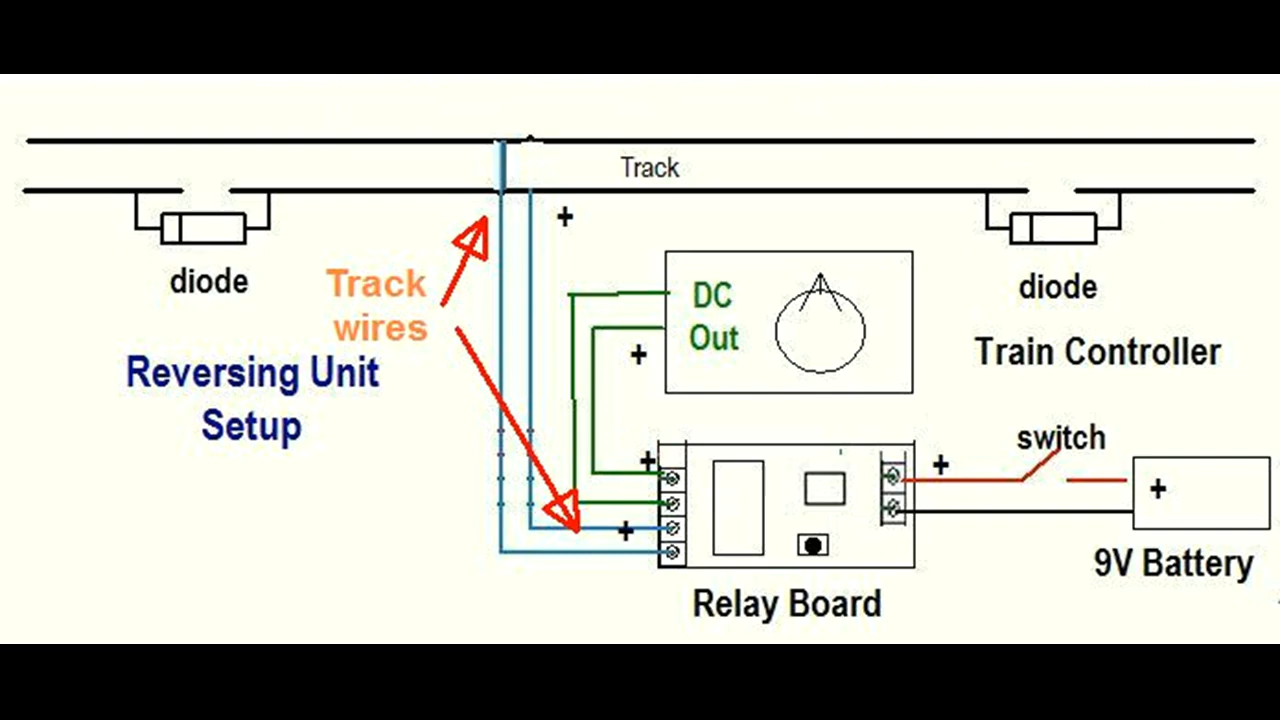 Track
+
diode
Track
wires
DC
Out
+
diode
Train Controller
Reversing Unit
Setup
switch
+
+
+
+
9V Battery
Relay Board